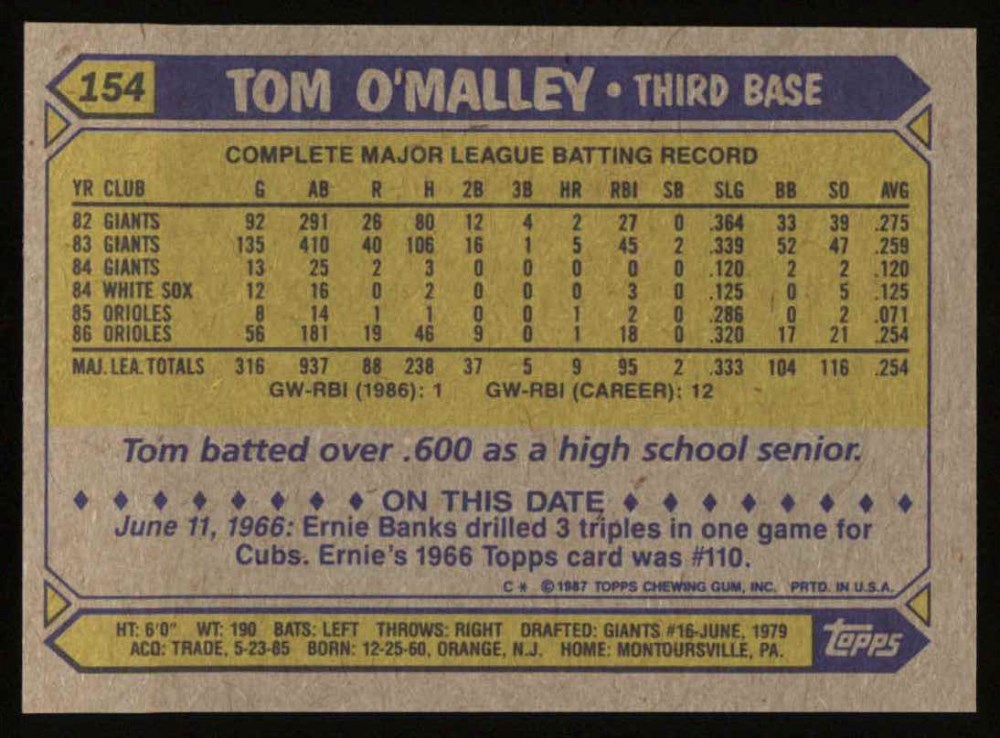 154 TOM O'MALLEY • THIRD BASE
COMPLETE MAJOR LEAGUE BATTING RECORD
YR CLUB G AB R H 2B 3B HR RBI SB SLG BB SO AVG
82 GIANTS 92 291 26 80 12 4 2 27 0 .364 33 39 .275
83 GIANTS 135 410 40 106 16 1 5 45 2 .339 52 47 .259
84 GIANTS 13 25 2 3 0 0 0 0 0 .120 2 2 .120
84 WHITE SOX 12 16 0 2 0 0 0 3 0 .125 0 5 .125
85 ORIOLES 8 14 1 1 0 0 1 2 0 .286 0 2 .071
86 ORIOLES 56 181 19 46 9 0 1 18 0 .320 17 21 .254
MAJ. LEA. TOTALS 316 937 88 238 37 5 9 95 2 .333 104 116 .254
GW-RBI (1986): 1 GW-RBI (CAREER): 12
Tom batted over .600 as a high school senior.
♦ ♦ ♦ ♦ ♦ ♦ ♦ ♦ ON THIS DATE ♦ ♦ ♦ ♦ ♦ ♦ ♦ ♦
June 11, 1966: Ernie Banks drilled 3 triples in one game for
Cubs. Ernie's 1966 Topps card was #110.
C * © 1987 TOPPS CHEWING GUM, INC. PRTD. IN U.S.A.
HT: 6'0" WT: 190 BATS: LEFT THROWS: RIGHT DRAFTED: GIANTS #16-JUNE, 1979
ACQ: TRADE, 5-23-85 BORN: 12-25-60, ORANGE, N.J. HOME: MONTOURSVILLE, PA.
topps